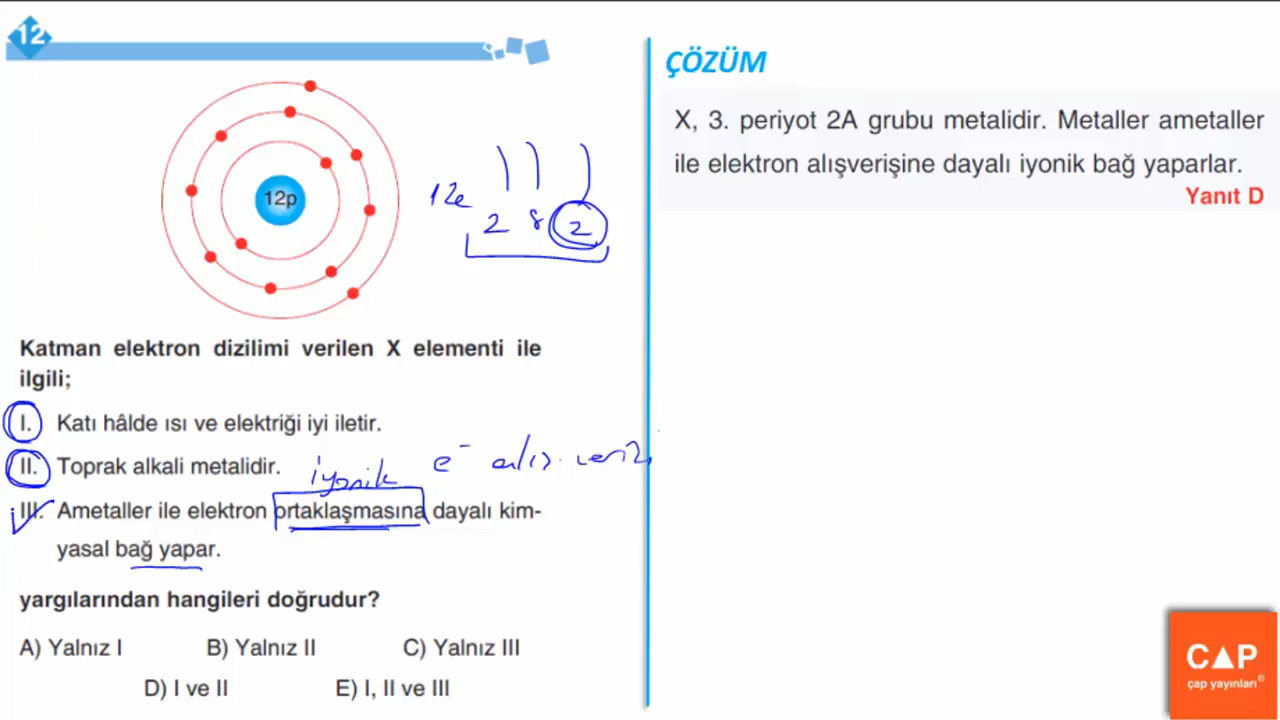 12
12p
12e
2 8 2
Katman elektron dizilimi verilen X elementi ile
ilgili;
I. Katı hâlde ısı ve elektriği iyi iletir.
II. Toprak alkali metalidir.
iyonik e⁻ alış veriş
III. Ametaller ile elektron ortaklaşmasına dayalı kim-
yasal bağ yapar.
yargılarından hangileri doğrudur?
A) Yalnız I B) Yalnız II C) Yalnız III
D) I ve II E) I, II ve III
ÇÖZÜM
X, 3. periyot 2A grubu metalidir. Metaller ametaller
ile elektron alışverişine dayalı iyonik bağ yaparlar.
Yanıt D
ÇAP
çap yayınları®